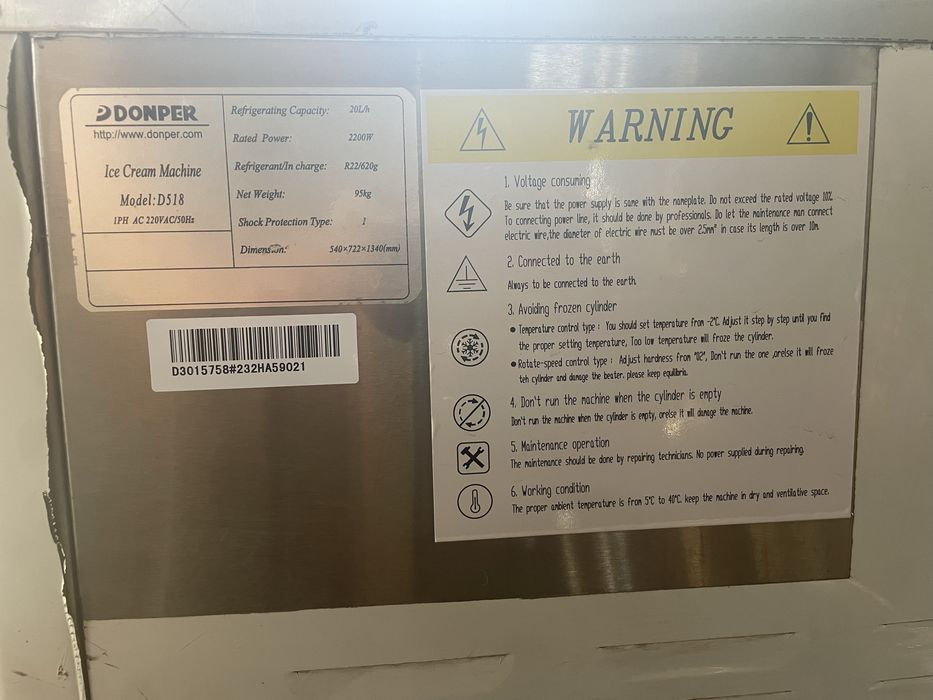 DONPER
http://www.donper.com
Ice Cream Machine
Model:D518
1PH AC 220VAC/50Hz
Refrigerating Capacity: 20L/h
Rated Power: 2200W
Refrigerant/In charge: R22/620g
Net Weight: 95kg
Shock Protection Type: 1
Dimension: 540×722×1340(mm)
D3015758#232HA59021
WARNING
1. Voltage consuming
Be sure that the power supply is same with the nameplate. Do not exceed the rated voltage 10%.
To connecting power line, it should be done by professionals. Do let the maintenance man connect
electric wire,the diameter of electric wire must be over 2.5mm² in case its length is over 10m.
2. Connected to the earth
Always to be connected to the earth.
3. Avoiding frozen cylinder
● Temperature control type : You should set temperature from -2℃. Adjust it step by step until you find
the proper setting temperature, Too low temperature will froze the cylinder.
● Rotate-speed control type : Adjust hardness from "02", Don't run the one ,orelse it will froze
teh cylinder and damage the beater. please keep equilibria.
4. Don't run the machine when the cylinder is empty
Don't run the machine when the cylinder is empty, orelse it will damage the machine.
5. Maintenance operation
The maintenance should be done by repairing technicians. No power supplied during repairing.
6. Working condition
The proper ambient temperature is from 5℃ to 40℃. keep the machine in dry and ventilative space.